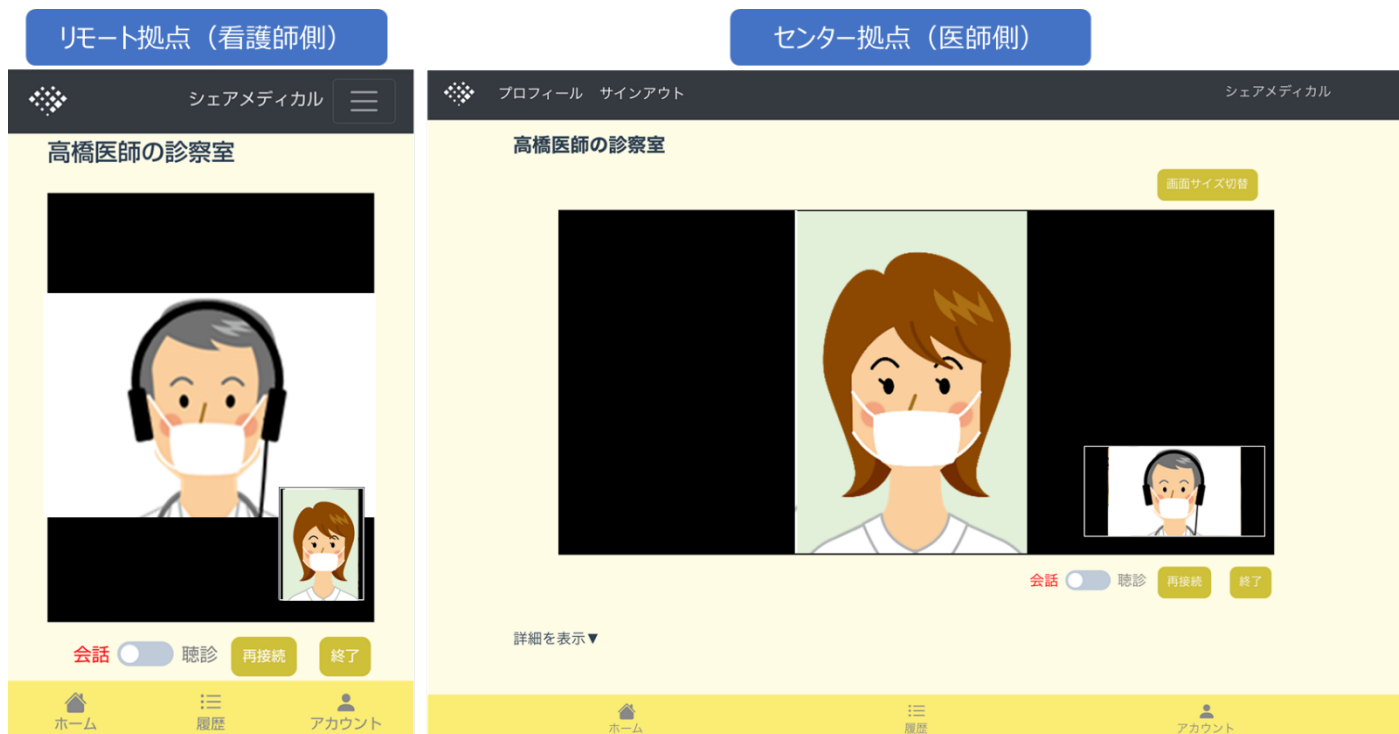 リモート拠点（看護師側）
シェアメディカル
高橋医師の診察室
会話 聴診 再接続 終了
ホーム 履歴 アカウント
センター拠点（医師側）
プロフィール サインアウト シェアメディカル
高橋医師の診察室
画面サイズ切替
会話 聴診 再接続 終了
詳細を表示▼
ホーム 履歴 アカウント